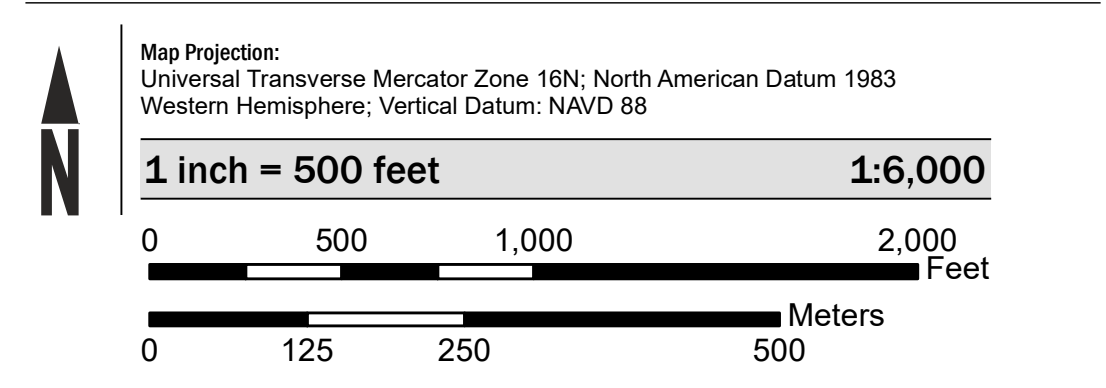 N
Map Projection:
Universal Transverse Mercator Zone 16N; North American Datum 1983
Western Hemisphere; Vertical Datum: NAVD 88
1 inch = 500 feet 1:6,000
0 500 1,000 2,000
Feet
Meters
0 125 250 500